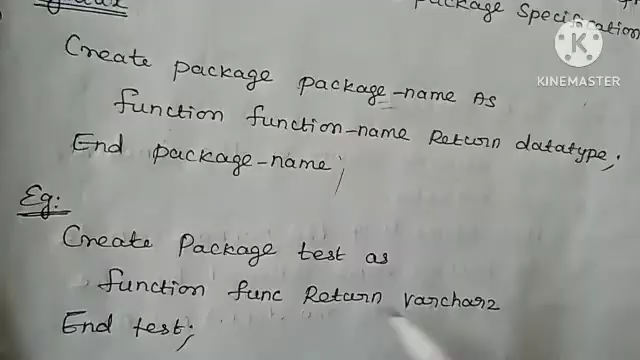 Syntax
Package Specification
KINEMASTER
Create package package-name As
function function-name Return datatype;
End package-name;
Eg:
Create Package test as
function func Return varchar2
End test;